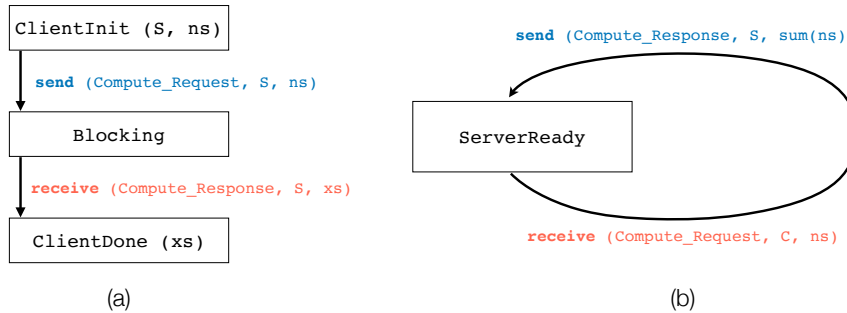 ClientInit (S, ns)
send (Compute_Request, S, ns)
Blocking
receive (Compute_Response, S, xs)
ClientDone (xs)
(a)
send (Compute_Response, S, sum(ns)
ServerReady
receive (Compute_Request, C, ns)
(b)